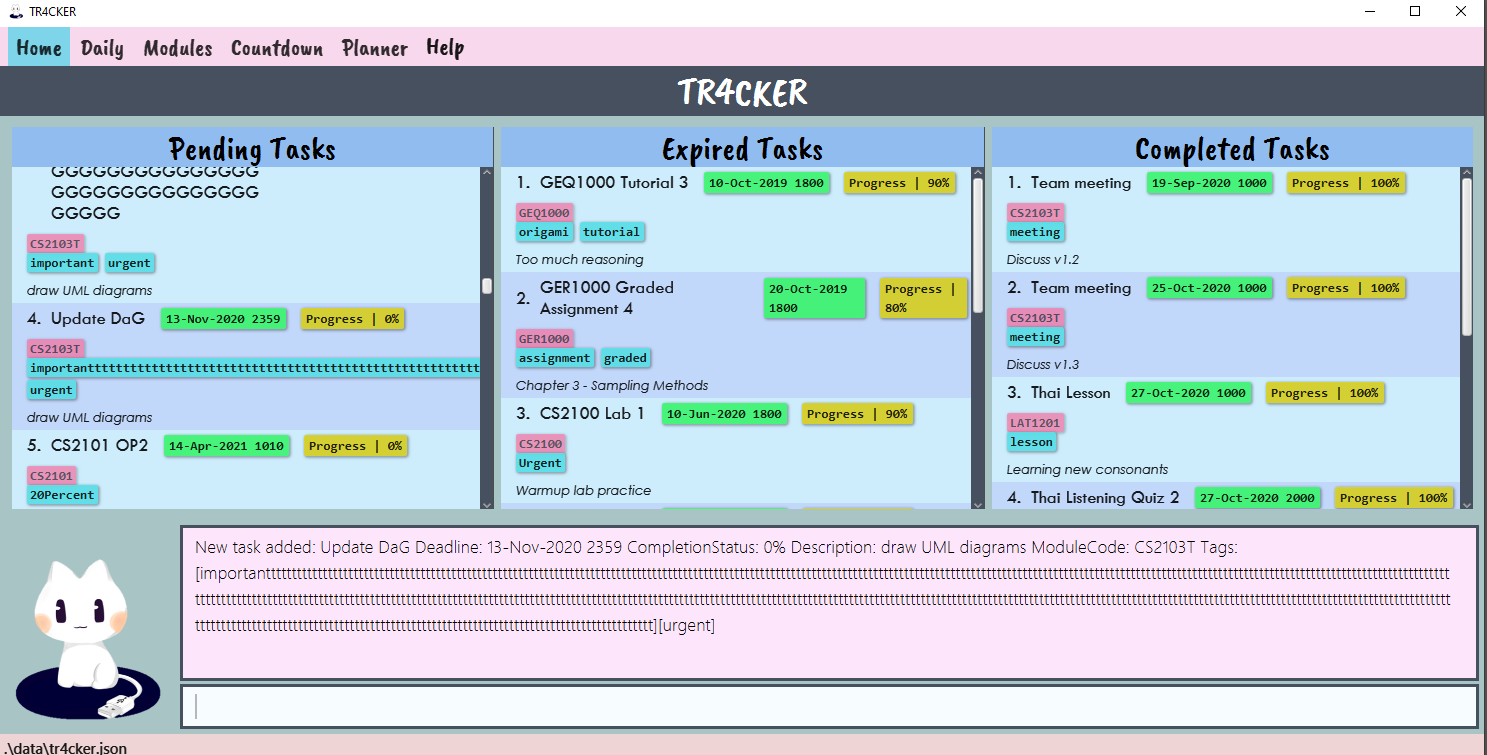 TR4CKER
Home Daily Modules Countdown Planner Help
TR4CKER
Pending Tasks
GGGGGGGGGGGGGGG
GGGGGGGGGGGGGGG
GGGGG
CS2103T
important urgent
draw UML diagrams
4. Update DaG 13-Nov-2020 2359 Progress | 0%
CS2103T
importantttttttttttttttttttttttttttttttttttttttttttttttttttttt
urgent
draw UML diagrams
5. CS2101 OP2 14-Apr-2021 1010 Progress | 0%
CS2101
20Percent
Expired Tasks
1. GEQ1000 Tutorial 3 10-Oct-2019 1800 Progress | 90%
GEQ1000
origami tutorial
Too much reasoning
2. GER1000 Graded
Assignment 4
20-Oct-2019
1800
Progress |
80%
GER1000
assignment graded
Chapter 3 - Sampling Methods
3. CS2100 Lab 1 10-Jun-2020 1800 Progress | 90%
CS2100
Urgent
Warmup lab practice
Completed Tasks
1. Team meeting 19-Sep-2020 1000 Progress | 100%
CS2103T
meeting
Discuss v1.2
2. Team meeting 25-Oct-2020 1000 Progress | 100%
CS2103T
meeting
Discuss v1.3
3. Thai Lesson 27-Oct-2020 1000 Progress | 100%
LAT1201
lesson
Learning new consonants
4. Thai Listening Quiz 2 27-Oct-2020 2000 Progress | 100%
New task added: Update DaG Deadline: 13-Nov-2020 2359 CompletionStatus: 0% Description: draw UML diagrams ModuleCode: CS2103T Tags:
[importanttttttttttttttttttttttttttttttttttttttttttttttttttttttttttttttttttttttttttttttttttttttttttttttttttttttttttttttttttttttttttttttttttttttttttttttttttttttttttttttttttttttttttttttttttttttttttttttttttttttttttttttttttttttttttt
tttttttttttttttttttttttttttttttttttttttttttttttttttttttttttttttttttttttttttttttttttttttttttttttttttttttttttttttttttttttttttttttttttttttttttttttttttttttttttttttttttttttttttttttttttttttttttttttttttttttttttttttttttttttttttttttttttttttt
tttttttttttttttttttttttttttttttttttttttttttttttttttttttttttttttttttttttttttttttttttttttt][urgent]
.\data\tr4cker.json